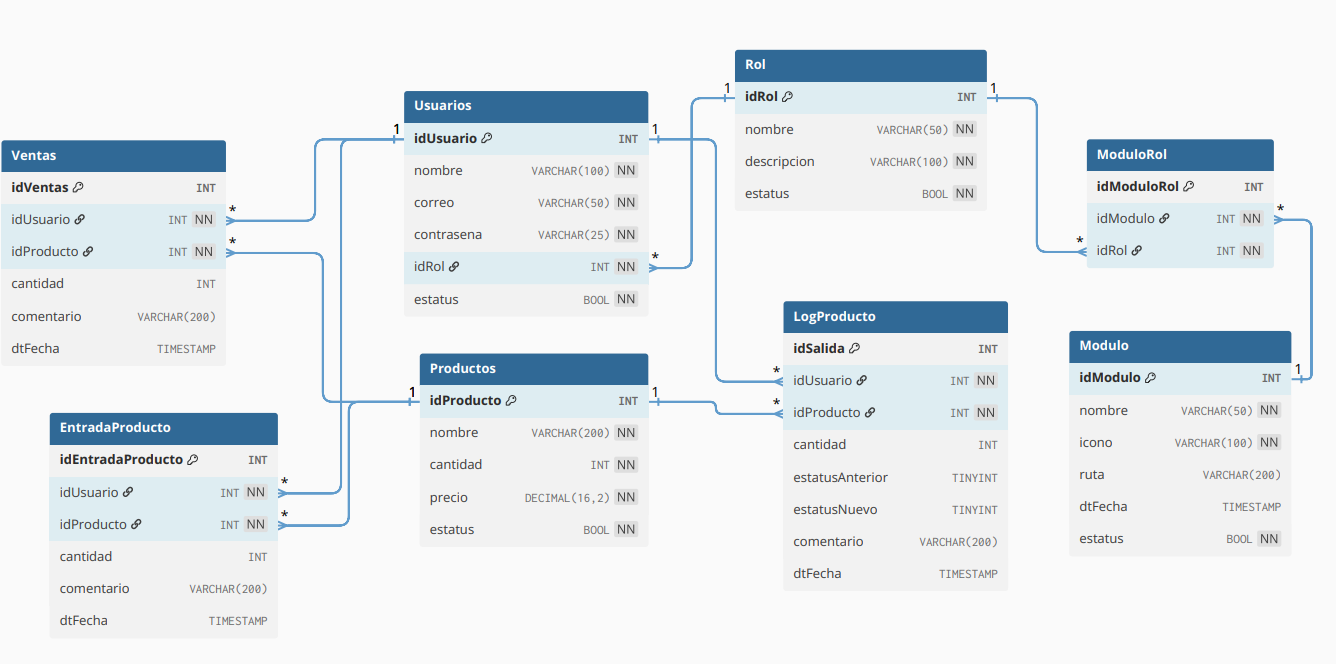 Ventas
idVentas INT
idUsuario INT NN
idProducto INT NN
cantidad INT
comentario VARCHAR(200)
dtFecha TIMESTAMP
*
*
EntradaProducto
idEntradaProducto INT
idUsuario INT NN
idProducto INT NN
cantidad INT
comentario VARCHAR(200)
dtFecha TIMESTAMP
*
*
Usuarios
1 idUsuario INT 1
nombre VARCHAR(100) NN
correo VARCHAR(50) NN
contrasena VARCHAR(25) NN
idRol INT NN *
estatus BOOL NN
Productos
1 idProducto INT 1
nombre VARCHAR(200) NN
cantidad INT NN
precio DECIMAL(16,2) NN
estatus BOOL NN
Rol
1 idRol INT 1
nombre VARCHAR(50) NN
descripcion VARCHAR(100) NN
estatus BOOL NN
LogProducto
idSalida INT
* idUsuario INT NN
* idProducto INT NN
cantidad INT
estatusAnterior TINYINT
estatusNuevo TINYINT
comentario VARCHAR(200)
dtFecha TIMESTAMP
ModuloRol
idModuloRol INT
idModulo INT NN *
* idRol INT NN
Modulo
idModulo INT 1
nombre VARCHAR(50) NN
icono VARCHAR(100) NN
ruta VARCHAR(200)
dtFecha TIMESTAMP
estatus BOOL NN